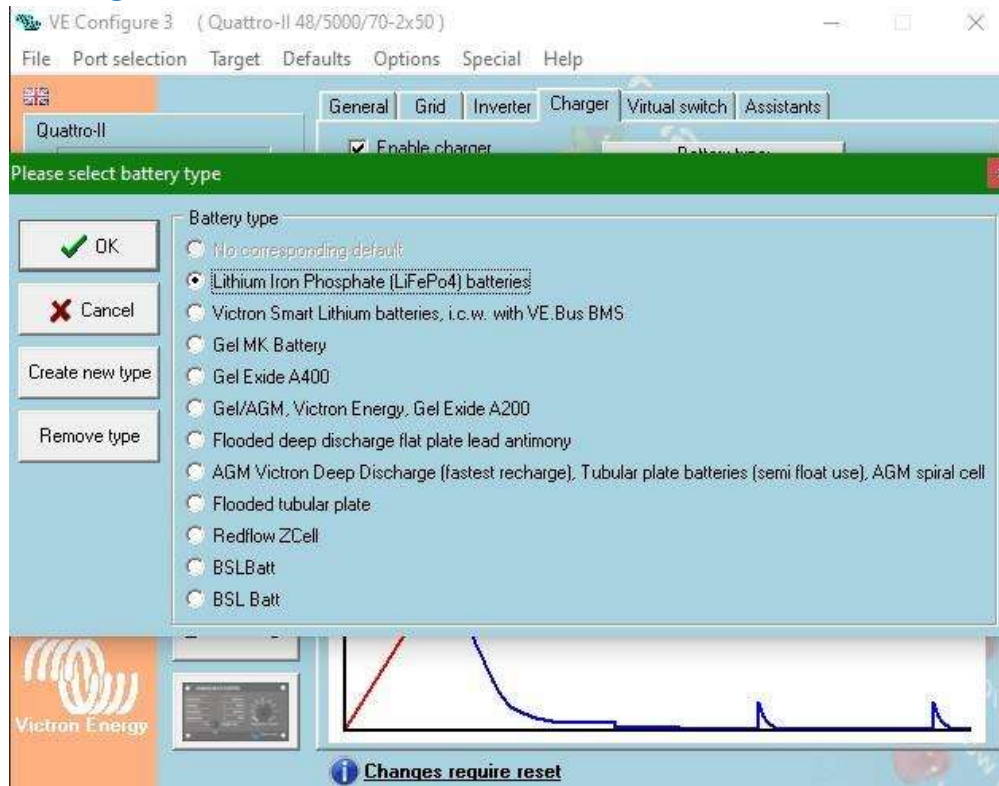 VE Configure 3 ( Quattro-II 48/5000/70-2x50 )
File Port selection Target Defaults Options Special Help
General Grid Inverter Charger Virtual switch Assistants
Quattro-II
Enable charger
Battery type:
Please select battery type
Battery type
OK
Cancel
Create new type
Remove type
No corresponding default
Lithium Iron Phosphate (LiFePo4) batteries
Victron Smart Lithium batteries, i.c.w. with VE.Bus BMS
Gel MK Battery
Gel Exide A400
Gel/AGM, Victron Energy, Gel Exide A200
Flooded deep discharge flat plate lead antimony
AGM Victron Deep Discharge (fastest recharge), Tubular plate batteries (semi float use), AGM spiral cell
Flooded tubular plate
Redflow ZCell
BSLBatt
BSL Batt
Victron Energy
Changes require reset